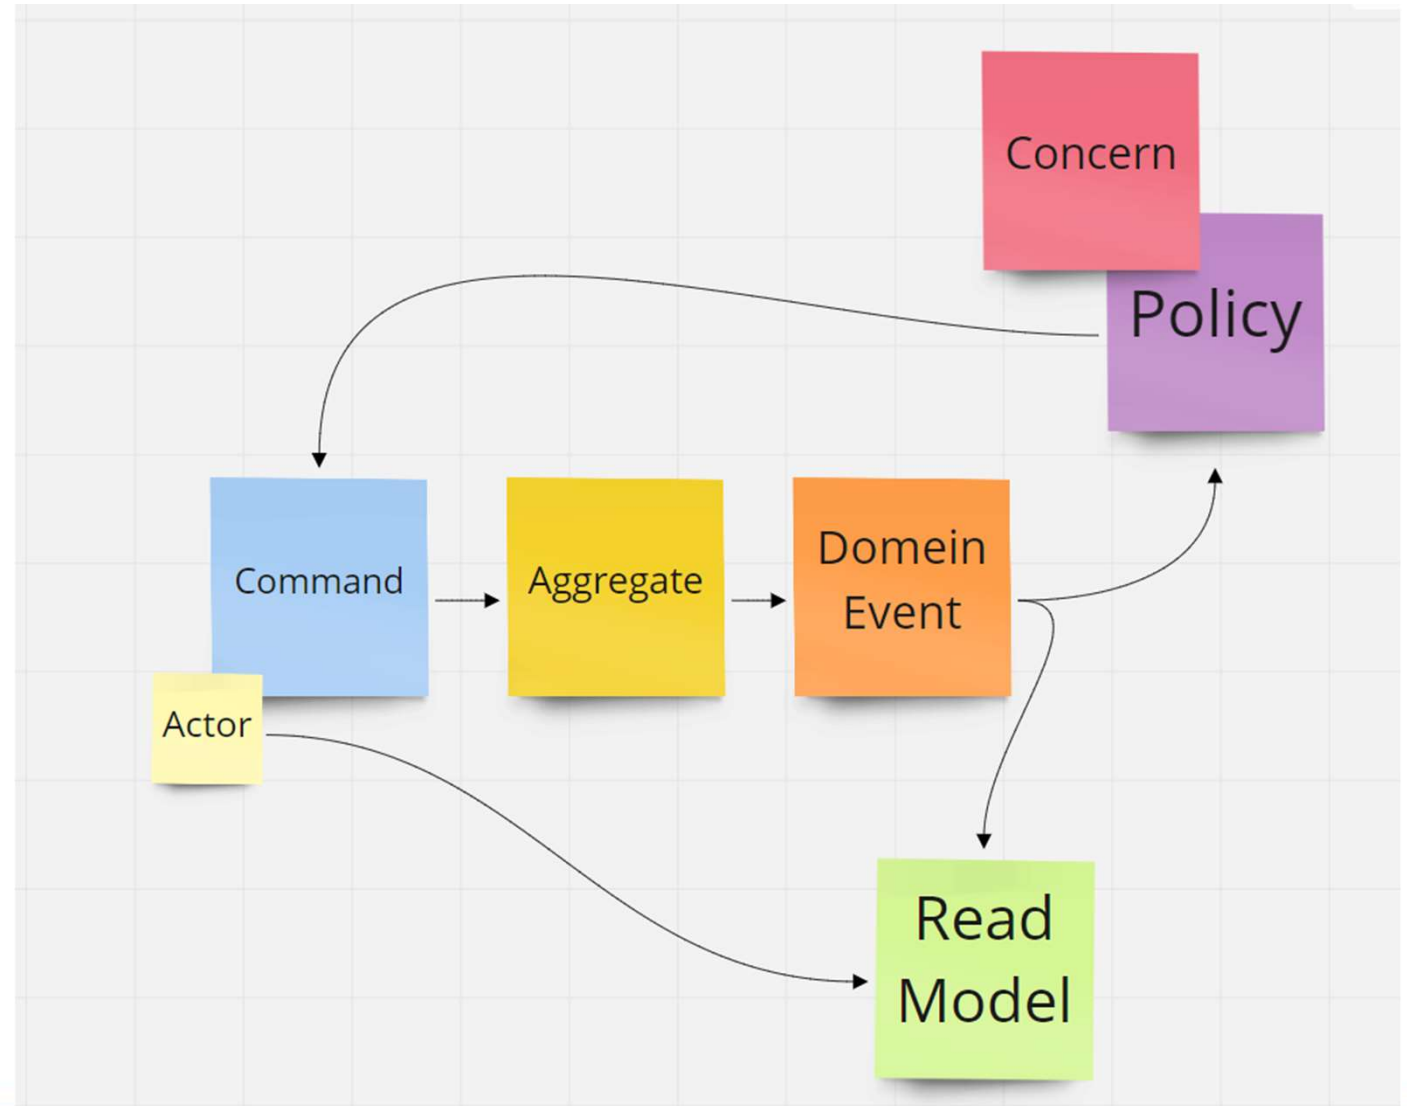 Concern
Policy
Command
Aggregate
Domein
Event
Actor
Read
Model